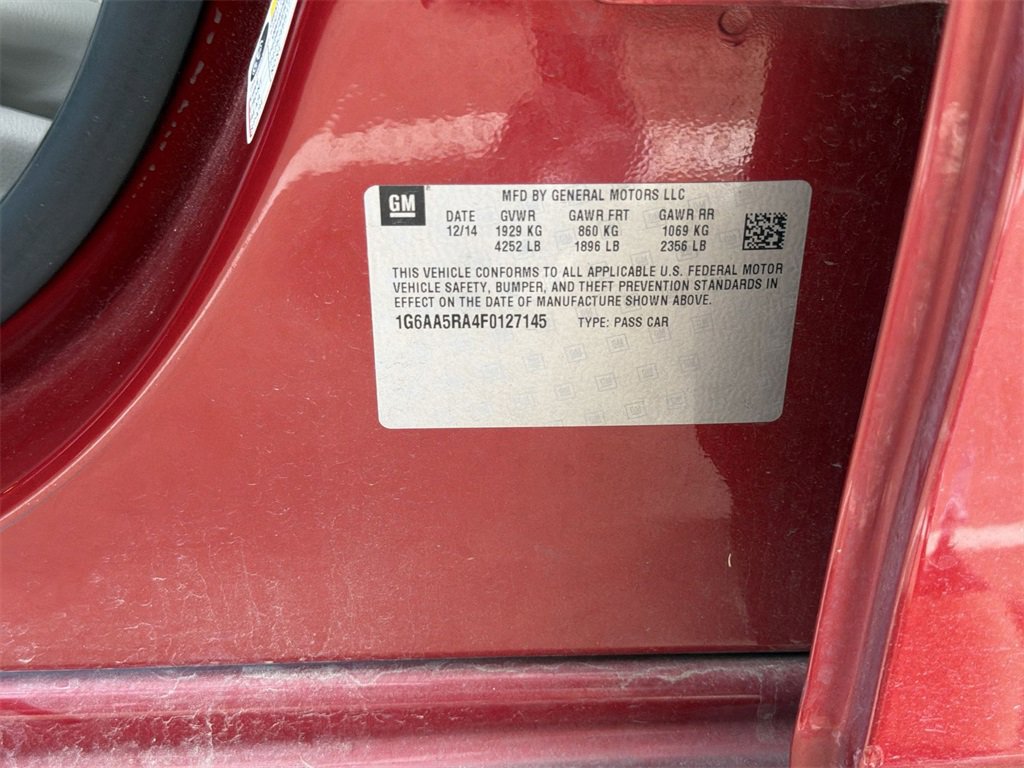 GM
MFD BY GENERAL MOTORS LLC
DATE GVWR GAWR FRT GAWR RR
12/14 1929 KG 860 KG 1069 KG
4252 LB 1896 LB 2356 LB
THIS VEHICLE CONFORMS TO ALL APPLICABLE U.S. FEDERAL MOTOR
VEHICLE SAFETY, BUMPER, AND THEFT PREVENTION STANDARDS IN
EFFECT ON THE DATE OF MANUFACTURE SHOWN ABOVE.
1G6AA5RA4F0127145 TYPE: PASS CAR